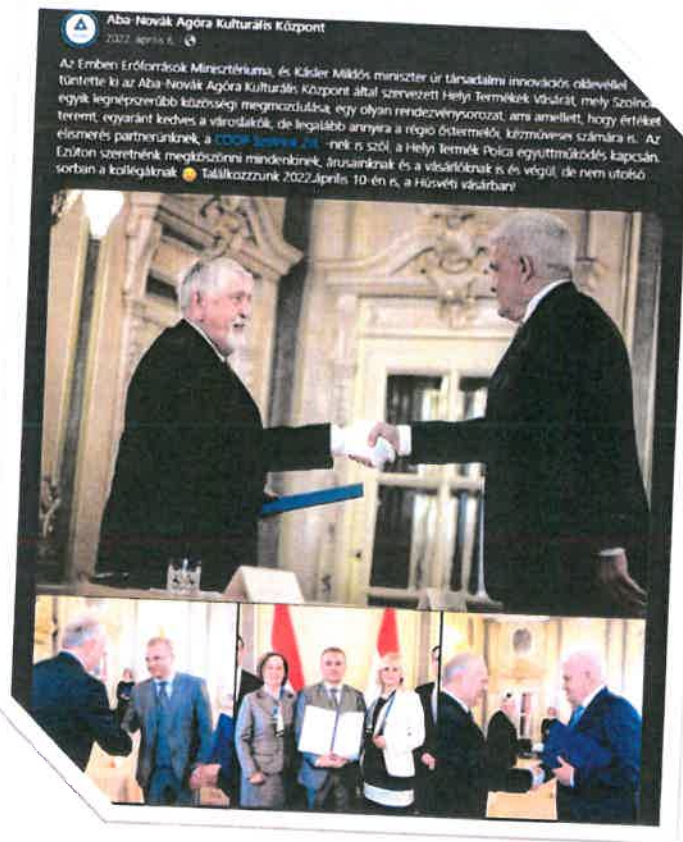 Aba-Novák Agóra Kulturális Központ
2022. április 6.
Az Emberi Erőforrások Minisztériuma, és Kásler Miklós miniszter úr társadalmi innovációs oklevéllel
tüntette ki az Aba-Novák Agóra Kulturális Központ által szervezett Helyi Termékek Vásárát, mely Szolnok
egyik legnépszerűbb közösségi megmozdulása, egy olyan rendezvénysorozat, ami amellett, hogy értéket
teremt, egyaránt kedves a városlakók, de legalább annyira a régió őstermelői, kézművesei számára is. Az
elismerés partnerünknek, a COOP Szolnok Zrt. -nek is szól, a Helyi Termék Polca együttműködés kapcsán.
Ezúton szeretnénk megköszönni mindenkinek, árusainknak és a vásárlóknak is és végül, de nem utolsó
sorban a kollégáknak 😊 Találkozzzunk 2022.április 10-én is, a Húsvéti vásárban!